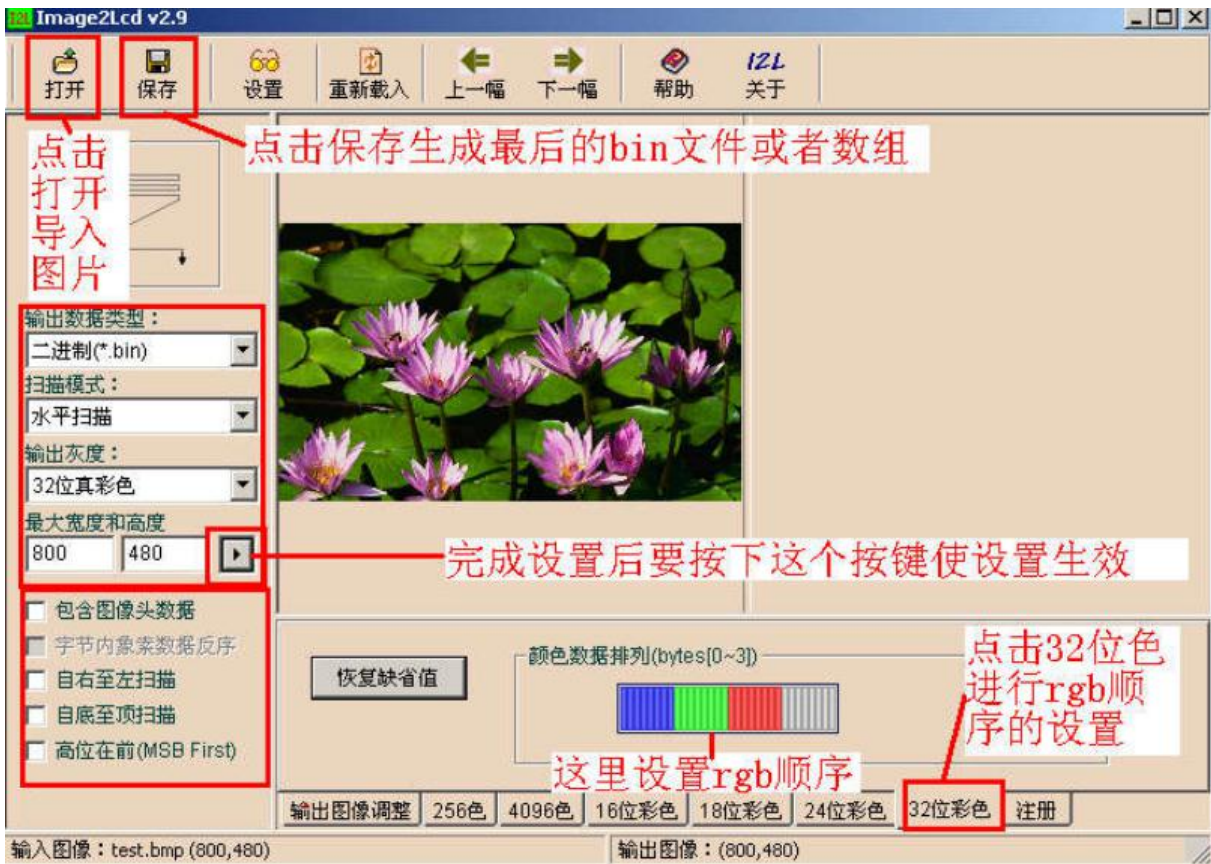 Image2Lcd v2.9
打开 保存 设置 重新載入 上一幅 下一幅 帮助 关于
I2L
点击保存生成最后的bin文件或者数组
点击
打开
导入
图片
输出数据类型：
二进制(*.bin)
扫描模式：
水平扫描
输出灰度：
32位真彩色
最大宽度和高度
800 480
完成设置后要按下这个按键使设置生效
包含图像头数据
字节内象素数据反序
自右至左扫描
自底至顶扫描
高位在前(MSB First)
恢复缺省值
颜色数据排列(bytes[0~3])
点击32位色
进行rgb顺
序的设置
这里设置rgb顺序
输出图像调整 256色 4096色 16位彩色 18位彩色 24位彩色 32位彩色 注册
输入图像：test.bmp (800,480) 输出图像：(800,480)